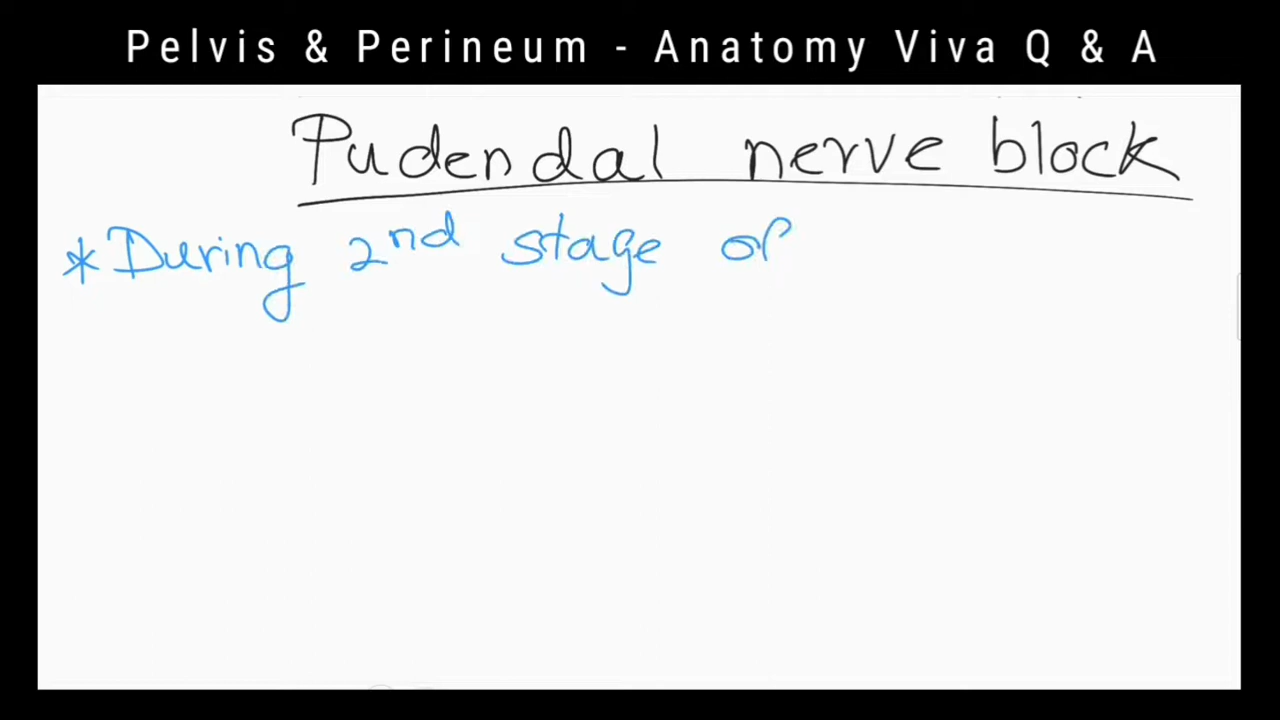 Pelvis & Perineum - Anatomy Viva Q & A
Pudendal nerve block
*During 2nd stage of